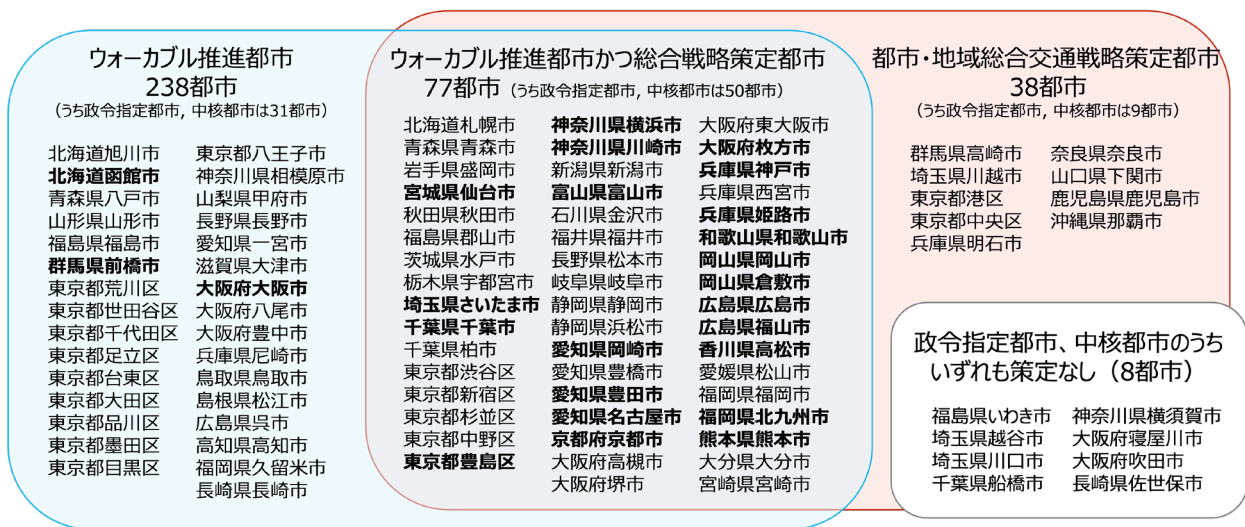 ウォーカブル推進都市
238都市
(うち政令指定都市, 中核都市は31都市)
北海道旭川市
北海道函館市
青森県八戸市
山形県山形市
福島県福島市
群馬県前橋市
東京都荒川区
東京都世田谷区
東京都千代田区
東京都足立区
東京都台東区
東京都大田区
東京都品川区
東京都墨田区
東京都目黒区
東京都八王子市
神奈川県相模原市
山梨県甲府市
長野県長野市
愛知県一宮市
滋賀県大津市
大阪府大阪市
大阪府八尾市
大阪府豊中市
兵庫県尼崎市
鳥取県鳥取市
島根県松江市
広島県呉市
高知県高知市
福岡県久留米市
長崎県長崎市
ウォーカブル推進都市かつ総合戦略策定都市
77都市 (うち政令指定都市, 中核都市は50都市)
北海道札幌市
青森県青森市
岩手県盛岡市
宮城県仙台市
秋田県秋田市
福島県郡山市
茨城県水戸市
栃木県宇都宮市
埼玉県さいたま市
千葉県千葉市
千葉県柏市
東京都渋谷区
東京都新宿区
東京都杉並区
東京都中野区
東京都豊島区
神奈川県横浜市
神奈川県川崎市
新潟県新潟市
富山県富山市
石川県金沢市
福井県福井市
長野県松本市
岐阜県岐阜市
静岡県静岡市
静岡県浜松市
愛知県岡崎市
愛知県豊橋市
愛知県豊田市
愛知県名古屋市
京都府京都市
大阪府高槻市
大阪府堺市
大阪府東大阪市
大阪府枚方市
兵庫県神戸市
兵庫県西宮市
兵庫県姫路市
和歌山県和歌山市
岡山県岡山市
岡山県倉敷市
広島県広島市
広島県福山市
香川県高松市
愛媛県松山市
福岡県福岡市
福岡県北九州市
熊本県熊本市
大分県大分市
宮崎県宮崎市
都市・地域総合交通戦略策定都市
38都市
(うち政令指定都市, 中核都市は9都市)
群馬県高崎市
埼玉県川越市
東京都港区
東京都中央区
兵庫県明石市
奈良県奈良市
山口県下関市
鹿児島県鹿児島市
沖縄県那覇市
政令指定都市、中核都市のうち
いずれも策定なし（8都市）
福島県いわき市
埼玉県越谷市
埼玉県川口市
千葉県船橋市
神奈川県横須賀市
大阪府寝屋川市
大阪府吹田市
長崎県佐世保市